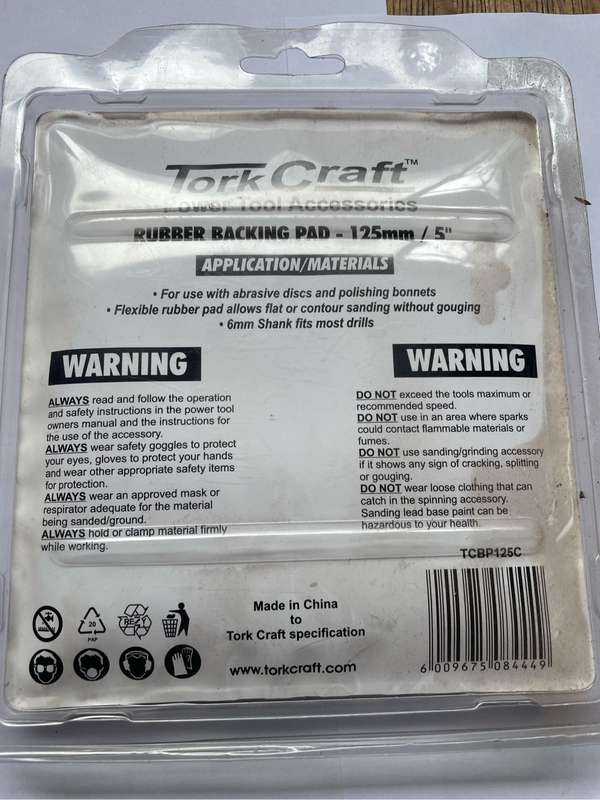 Tork Craft™
Power Tool Accessories
RUBBER BACKING PAD - 125mm / 5"
APPLICATION/MATERIALS
• For use with abrasive discs and polishing bonnets
• Flexible rubber pad allows flat or contour sanding without gouging
• 6mm Shank fits most drills
WARNING
ALWAYS read and follow the operation
and safety instructions in the power tool
owners manual and the instructions for
the use of the accessory.
ALWAYS wear safety goggles to protect
your eyes, gloves to protect your hands
and wear other appropriate safety items
for protection.
ALWAYS wear an approved mask or
respirator adequate for the material
being sanded/ground.
ALWAYS hold or clamp material firmly
while working.
WARNING
DO NOT exceed the tools maximum or
recommended speed.
DO NOT use in an area where sparks
could contact flammable materials or
fumes.
DO NOT use sanding/grinding accessory
if it shows any sign of cracking, splitting
or gouging.
DO NOT wear loose clothing that can
catch in the spinning accessory.
Sanding lead base paint can be
hazardous to your health.
TCBP125C
20
PAP
Made in China
to
Tork Craft specification
www.torkcraft.com
6 009675 084449